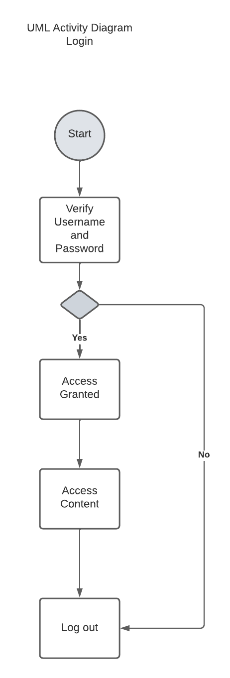 UML Activity Diagram
Login
Start
Verify
Username
and
Password
Yes
Access
Granted
No
Access
Content
Log out